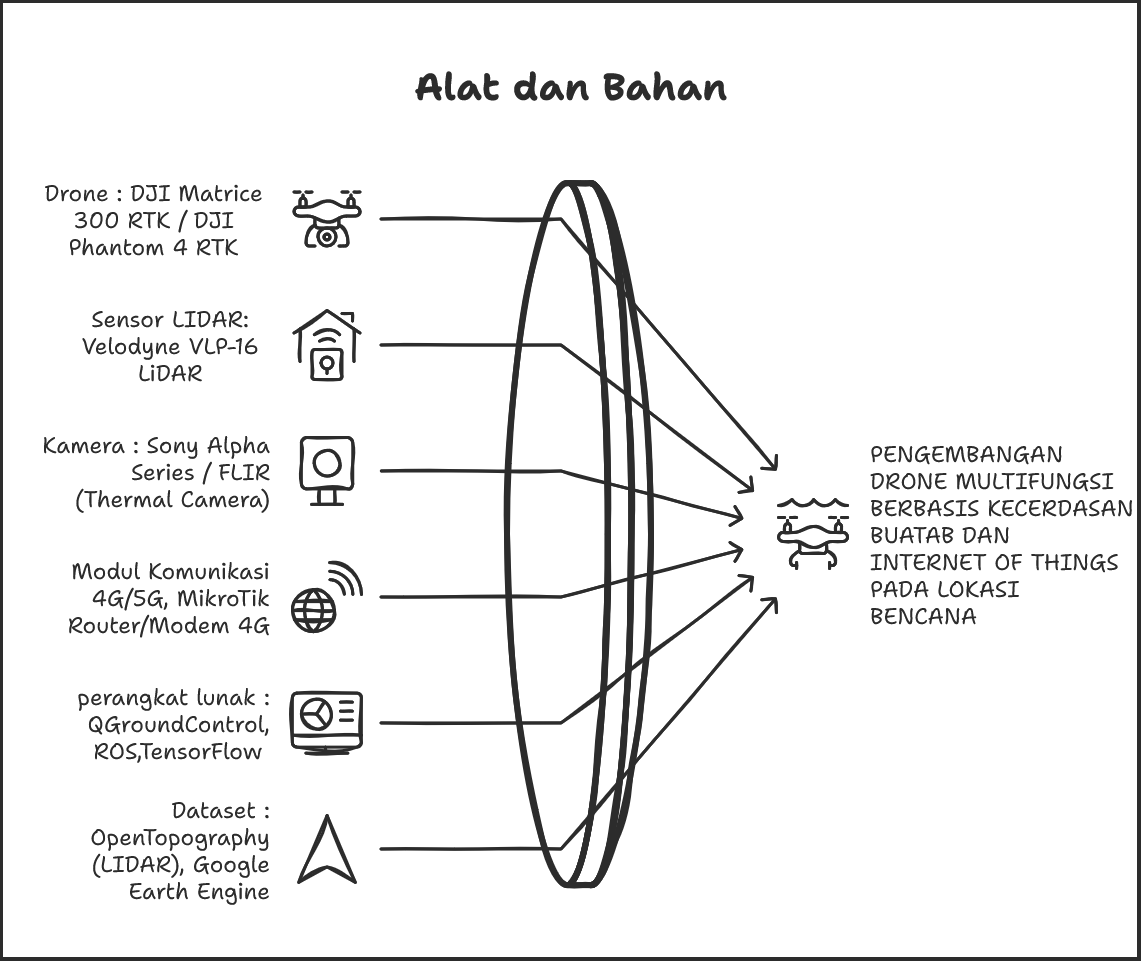 Alat dan Bahan
Drone : DJI Matrice
300 RTK / DJI
Phantom 4 RTK
Sensor LIDAR:
Velodyne VLP-16
LiDAR
Kamera : Sony Alpha
Series / FLIR
(Thermal Camera)
Modul Komunikasi
4G/5G, MikroTik
Router/Modem 4G
perangkat lunak :
QGroundControl,
ROS,TensorFlow
Dataset :
OpenTopography
(LIDAR), Google
Earth Engine
PENGEMBANGAN
DRONE MULTIFUNGSI
BERBASIS KECERDASAN
BUATAB DAN
INTERNET OF THINGS
PADA LOKASI
BENCANA